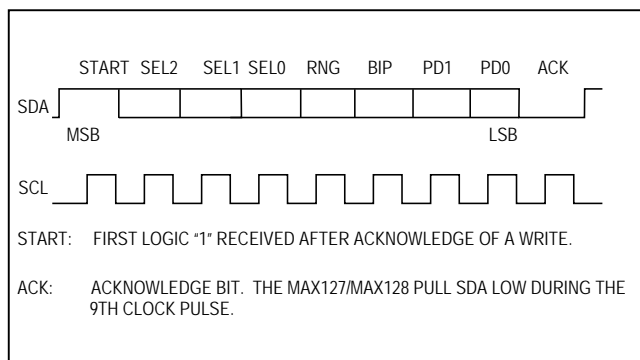 START SEL2 SEL1 SEL0 RNG BIP PD1 PD0 ACK
SDA
MSB LSB
SCL
START: FIRST LOGIC “1” RECEIVED AFTER ACKNOWLEDGE OF A WRITE.
ACK: ACKNOWLEDGE BIT. THE MAX127/MAX128 PULL SDA LOW DURING THE
9TH CLOCK PULSE.